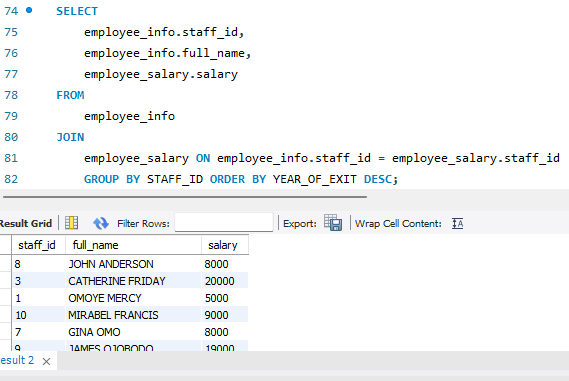 74 SELECT
75 employee_info.staff_id,
76 employee_info.full_name,
77 employee_salary.salary
78 FROM
79 employee_info
80 JOIN
81 employee_salary ON employee_info.staff_id = employee_salary.staff_id
82 GROUP BY STAFF_ID ORDER BY YEAR_OF_EXIT DESC;
Result Grid Filter Rows: Export: Wrap Cell Content:
staff_id full_name salary
8 JOHN ANDERSON 8000
3 CATHERINE FRIDAY 20000
1 OMOYE MERCY 5000
10 MIRABEL FRANCIS 9000
7 GINA OMO 8000
9 JAMES OJOBODO 19000
esult 2 ×